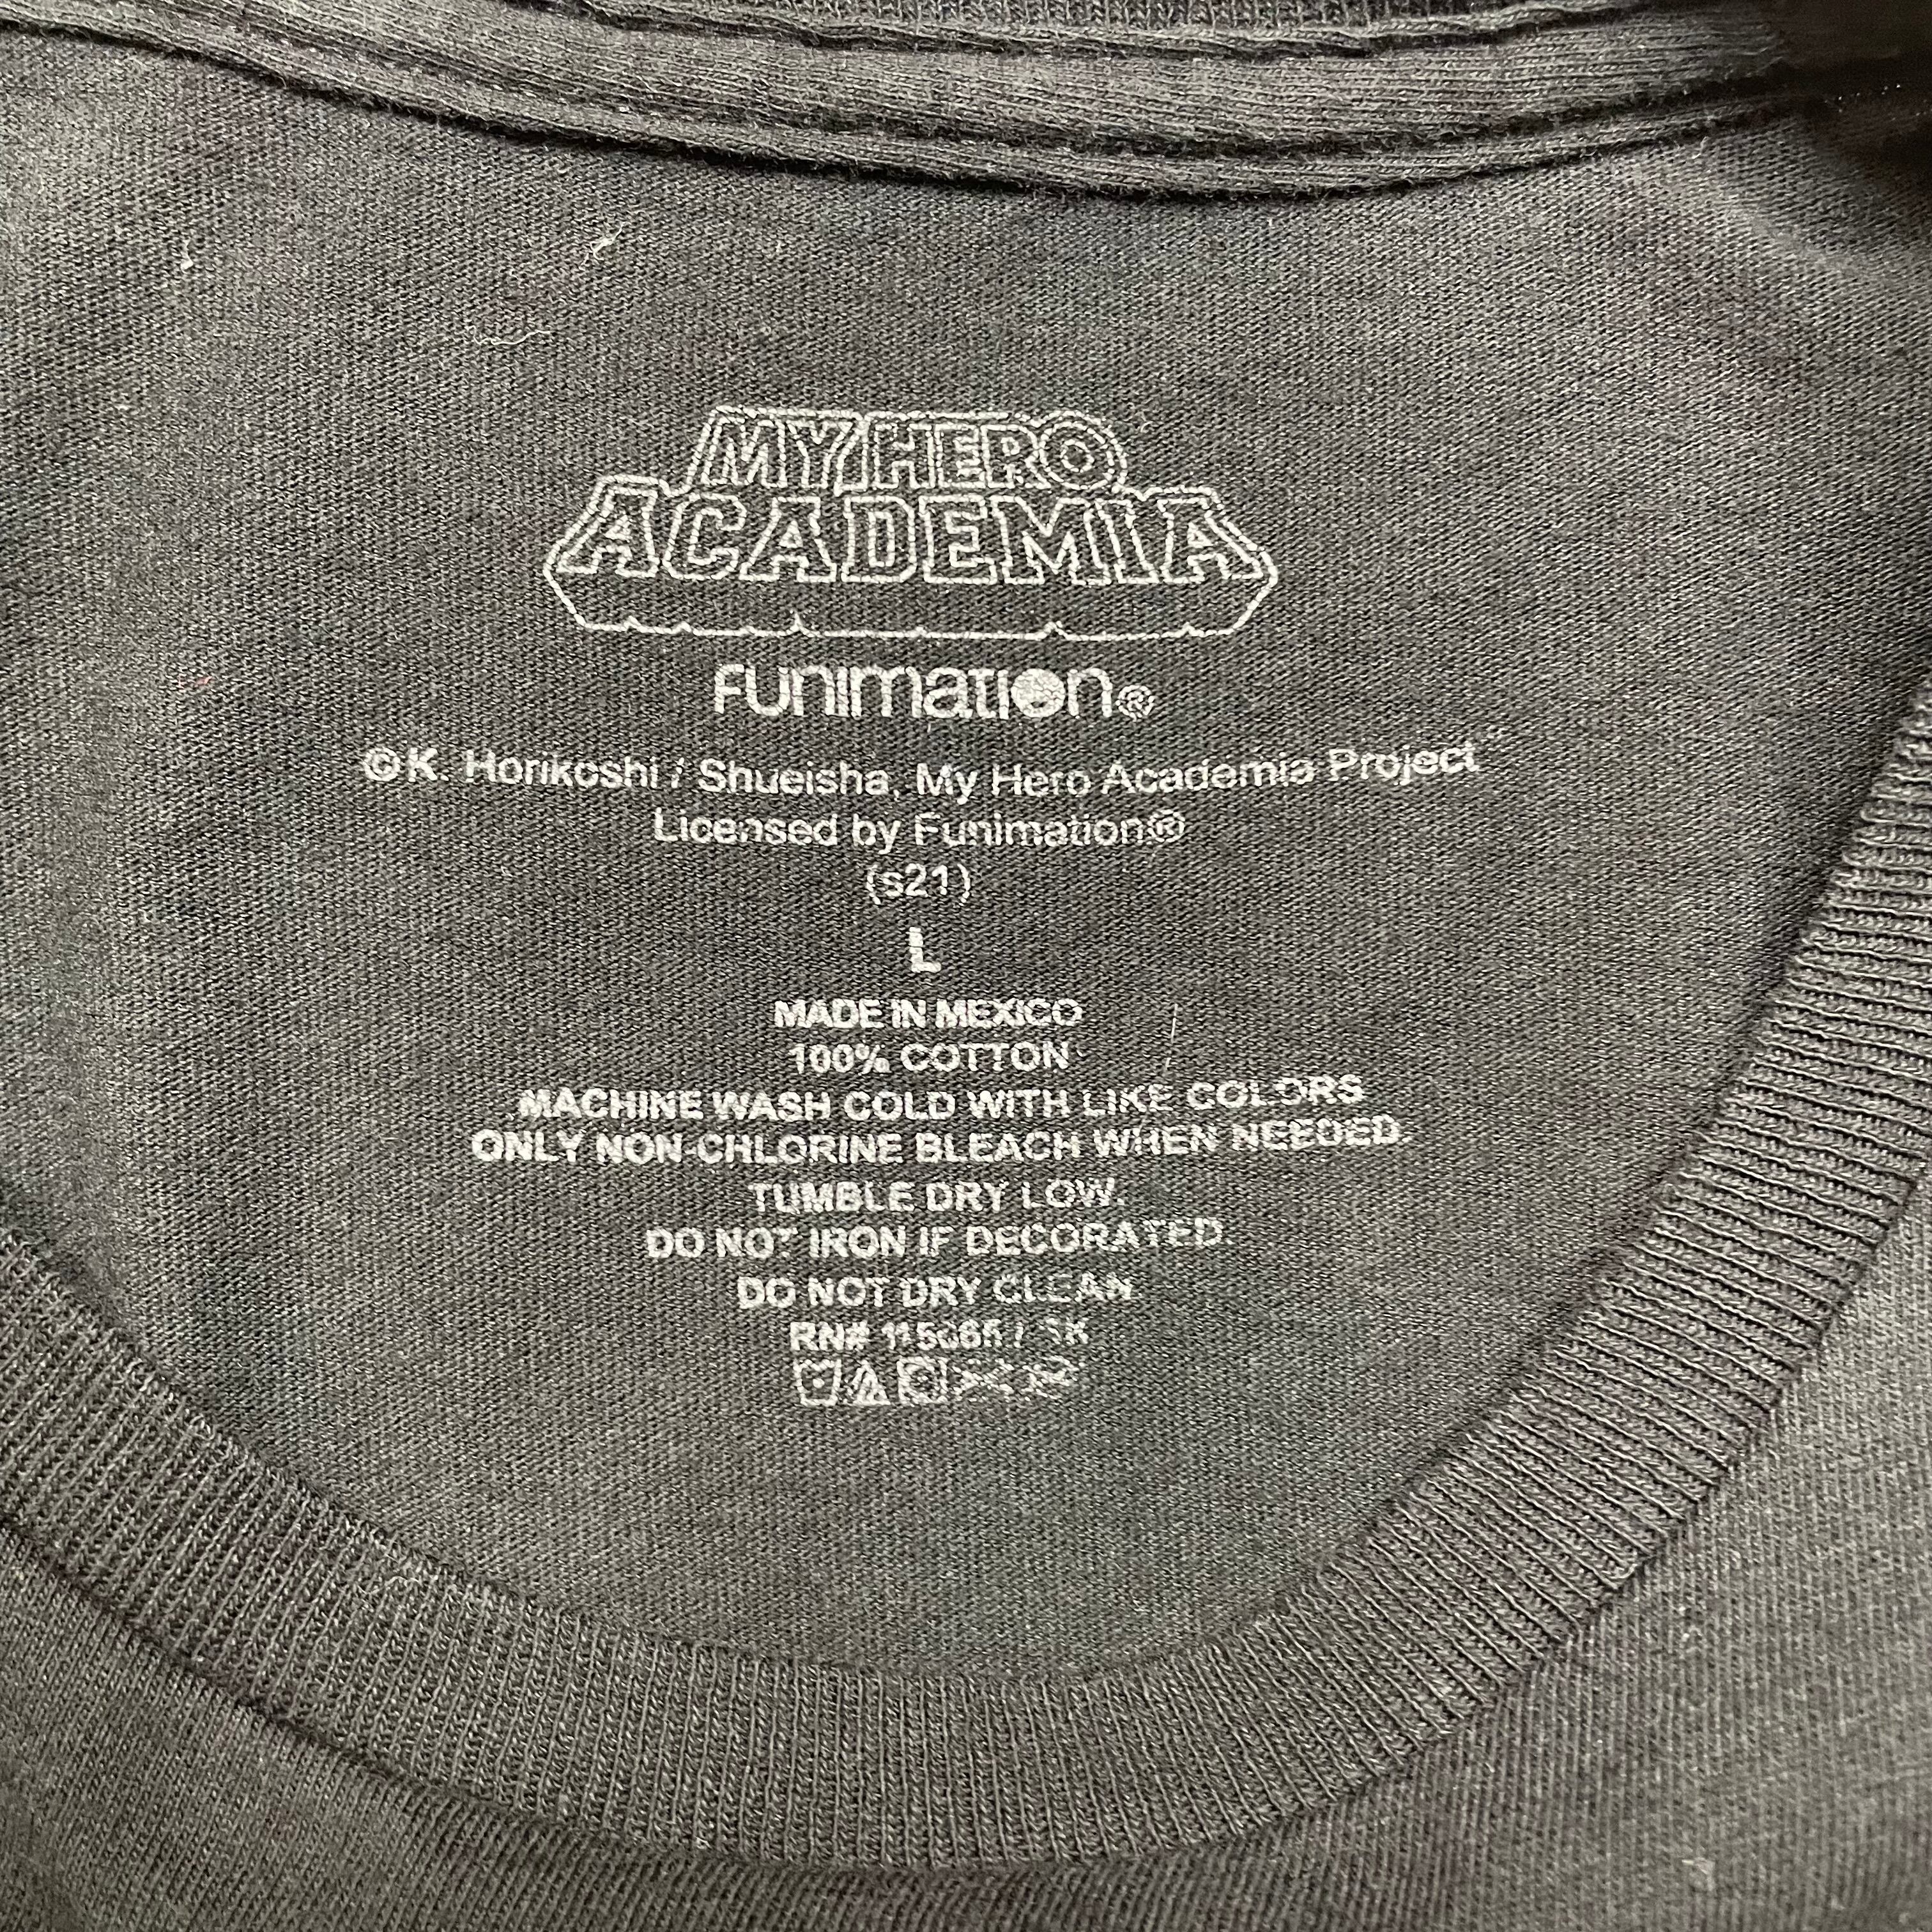 MY HERO
ACADEMIA
FUNIMATION®
©K. Horikoshi / Shueisha, My Hero Academia Project
Licensed by Funimation®
(s21)
L
MADE IN MEXICO
100% COTTON
MACHINE WASH COLD WITH LIKE COLORS
ONLY NON-CHLORINE BLEACH WHEN NEEDED.
TUMBLE DRY LOW.
DO NOT IRON IF DECORATED.
DO NOT DRY CLEAN
RN#